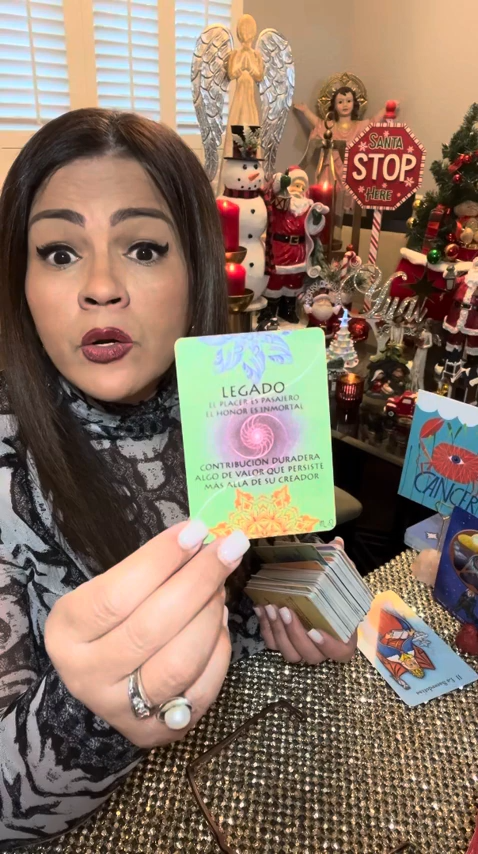 SANTA
STOP
HERE
LEGADO
EL PLACER ES PASAJERO
EL HONOR ES INMORTAL
CONTRIBUCIÓN DURADERA
ALGO DE VALOR QUE PERSISTE
MÁS ALLÁ DE SU CREADOR
CANCER